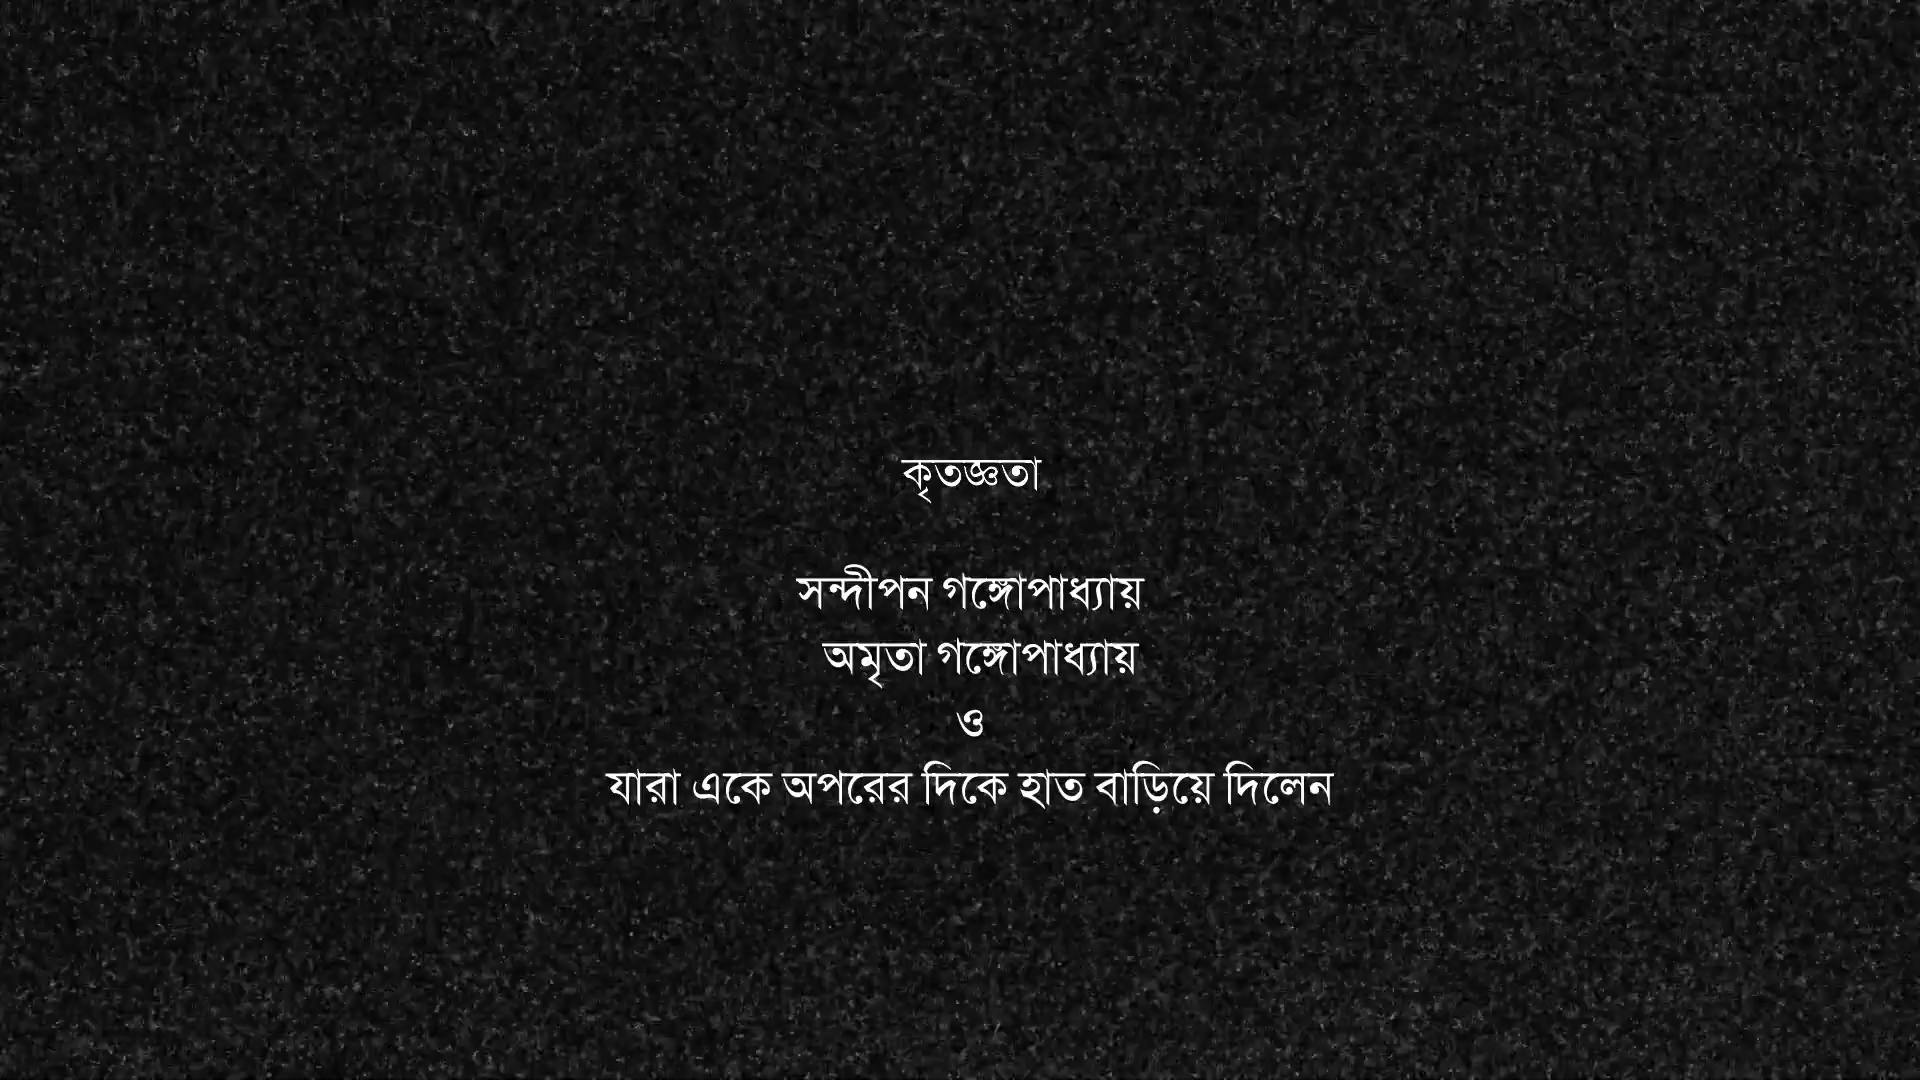 কৃতজ্ঞতা
সন্দীপন গঙ্গোপাধ্যায়
অমৃতা গঙ্গোপাধ্যায়
ও
যারা একে অপরের দিকে হাত বাড়িয়ে দিলেন